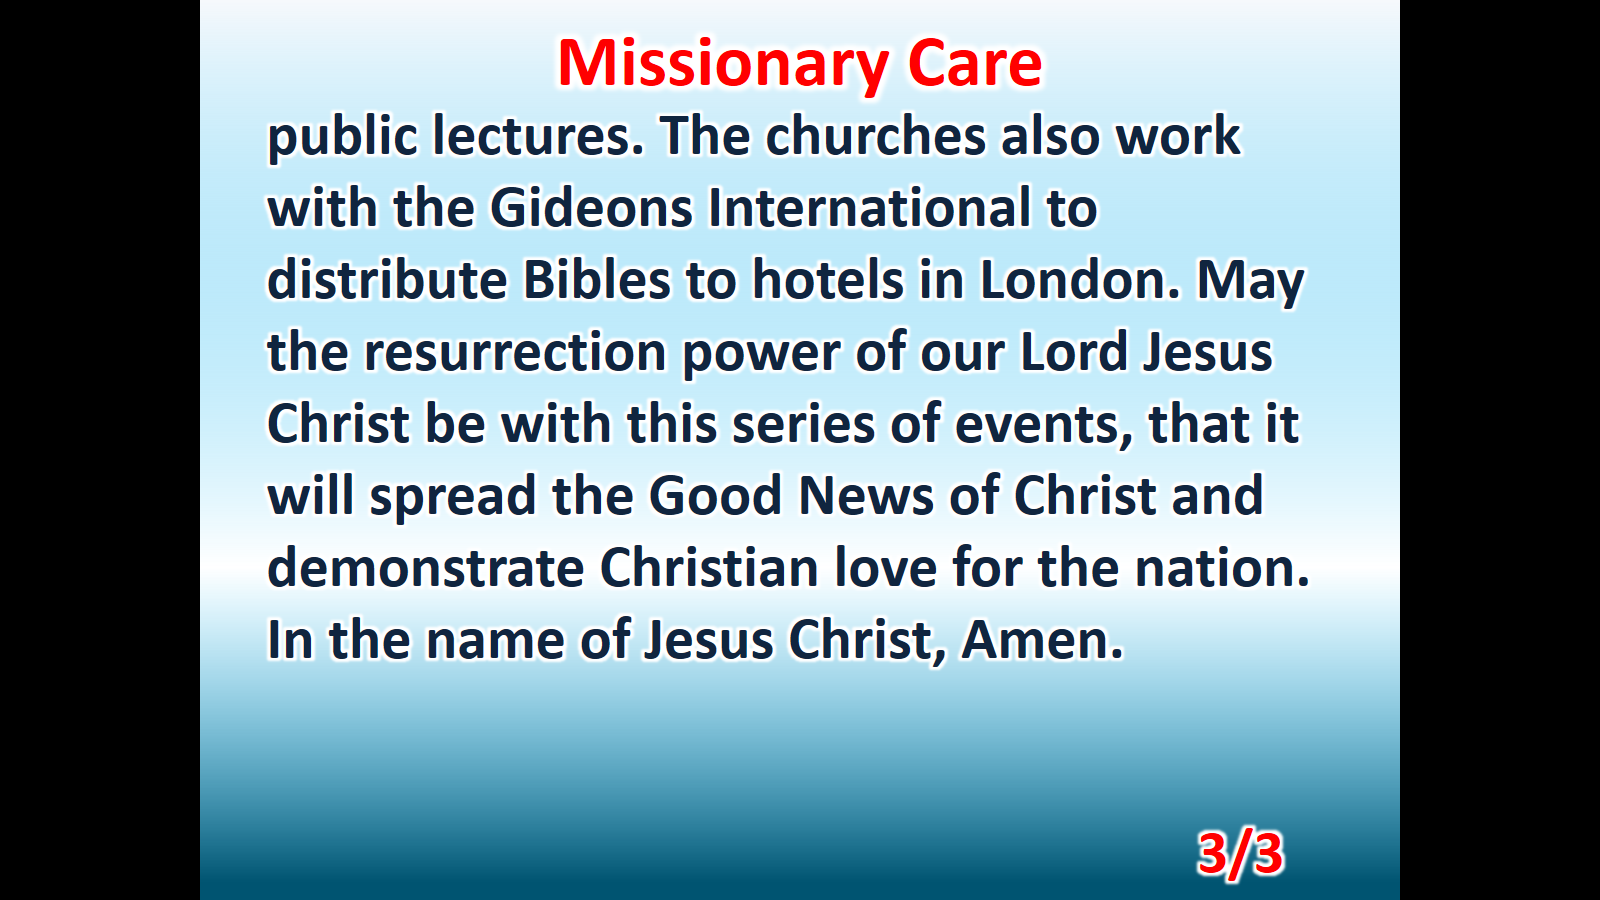 Missionary Care
public lectures. The churches also work
with the Gideons International to
distribute Bibles to hotels in London. May
the resurrection power of our Lord Jesus
Christ be with this series of events, that it
will spread the Good News of Christ and
demonstrate Christian love for the nation.
In the name of Jesus Christ, Amen.
3/3